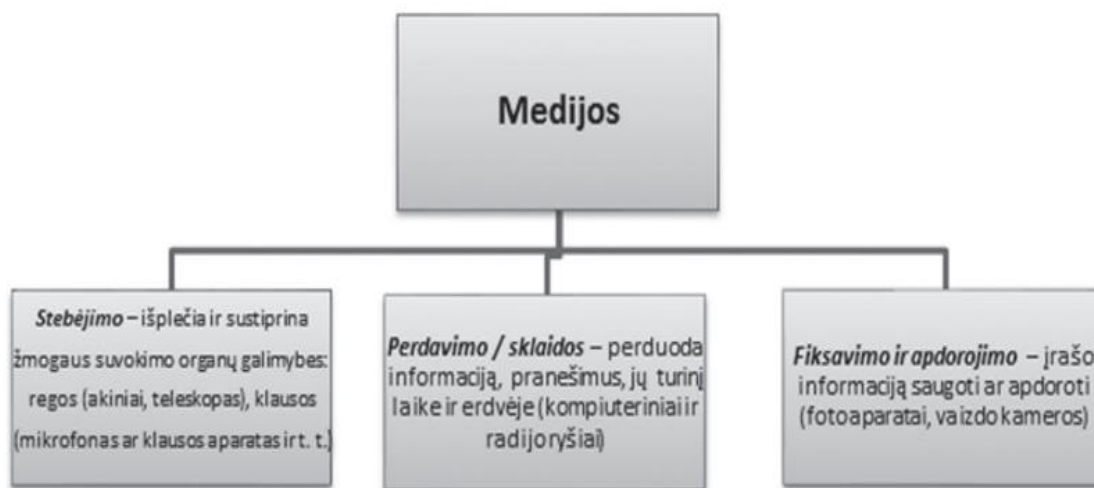 Medijos
Stebėjimo – išplečia ir sustiprina
žmogaus suvokimo organų galimybes:
regos (akiniai, teleskopas), klausos
(mikrofonas ar klausos aparatas ir t. t.)
Perdavimo / sklaidos – perduoda
informaciją, pranešimus, jų turinį
laike ir erdvėje (kompiuteriniai ir
radijo ryšiai)
Fiksavimo ir apdorojimo – įrašo
informaciją saugoti ar apdoroti
(fotoaparatai, vaizdo kameros)